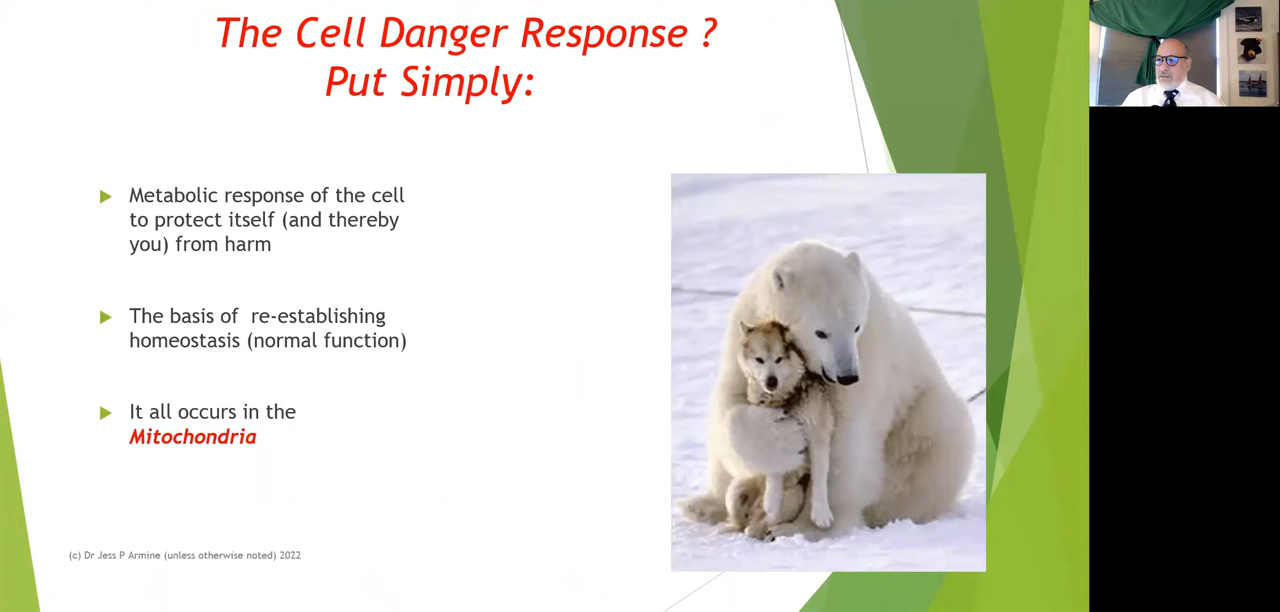 The Cell Danger Response ?
Put Simply:
Metabolic response of the cell
to protect itself (and thereby
you) from harm
The basis of re-establishing
homeostasis (normal function)
It all occurs in the
Mitochondria
(c) Dr Jess P Armine (unless otherwise noted) 2022